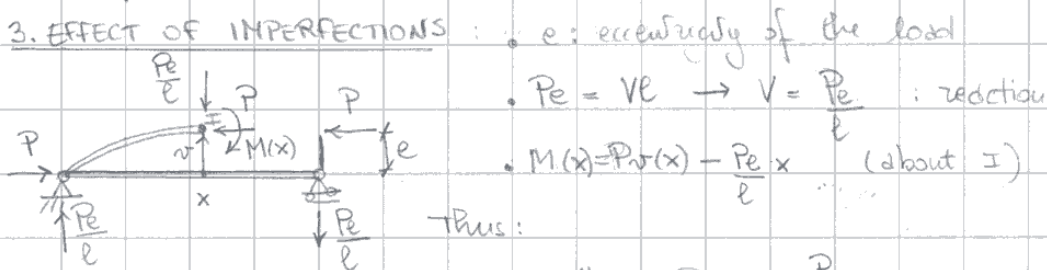 3. EFFECT OF IMPERFECTIONS : • e: eccentricity of the load
Pe/l P P
• Pe = Vl → V = Pe/l : reaction
P v I M(x) e
• M(x)=Pv(x) - Pe/l x (about I)
x
Pe/l Pe/l
Thus: